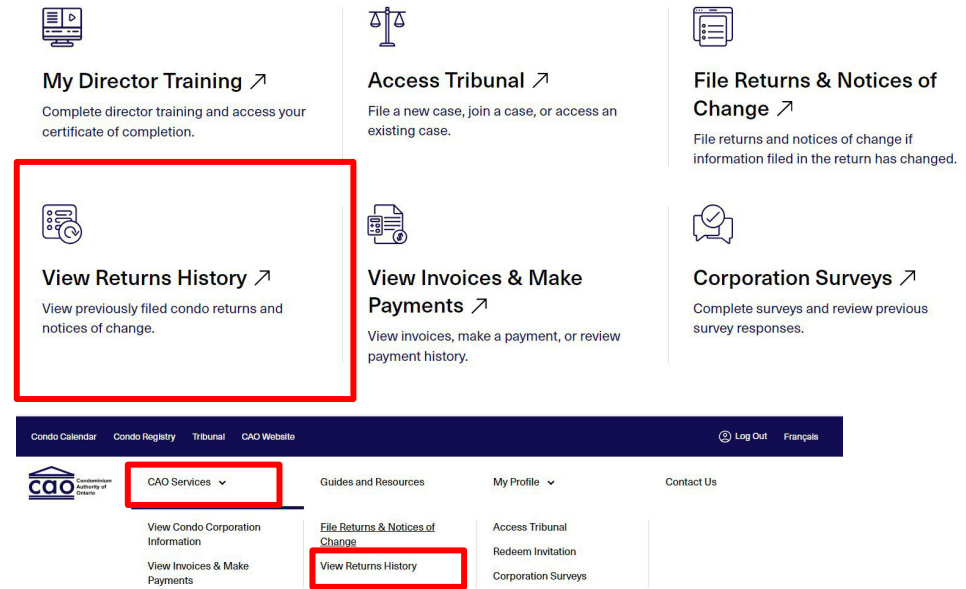 My Director Training ↗
Complete director training and access your
certificate of completion.
Access Tribunal ↗
File a new case, join a case, or access an
existing case.
File Returns & Notices of
Change ↗
File returns and notices of change if
information filed in the return has changed.
View Returns History ↗
View previously filed condo returns and
notices of change.
View Invoices & Make
Payments ↗
View invoices, make a payment, or review
payment history.
Corporation Surveys ↗
Complete surveys and review previous
survey responses.
Condo Calendar Condo Registry Tribunal CAO Website Log Out Français
cao Condominium
Authority of
Ontario
CAO Services Guides and Resources My Profile Contact Us
View Condo Corporation
Information
View Invoices & Make
Payments
File Returns & Notices of
Change
View Returns History
Access Tribunal
Redeem Invitation
Corporation Surveys